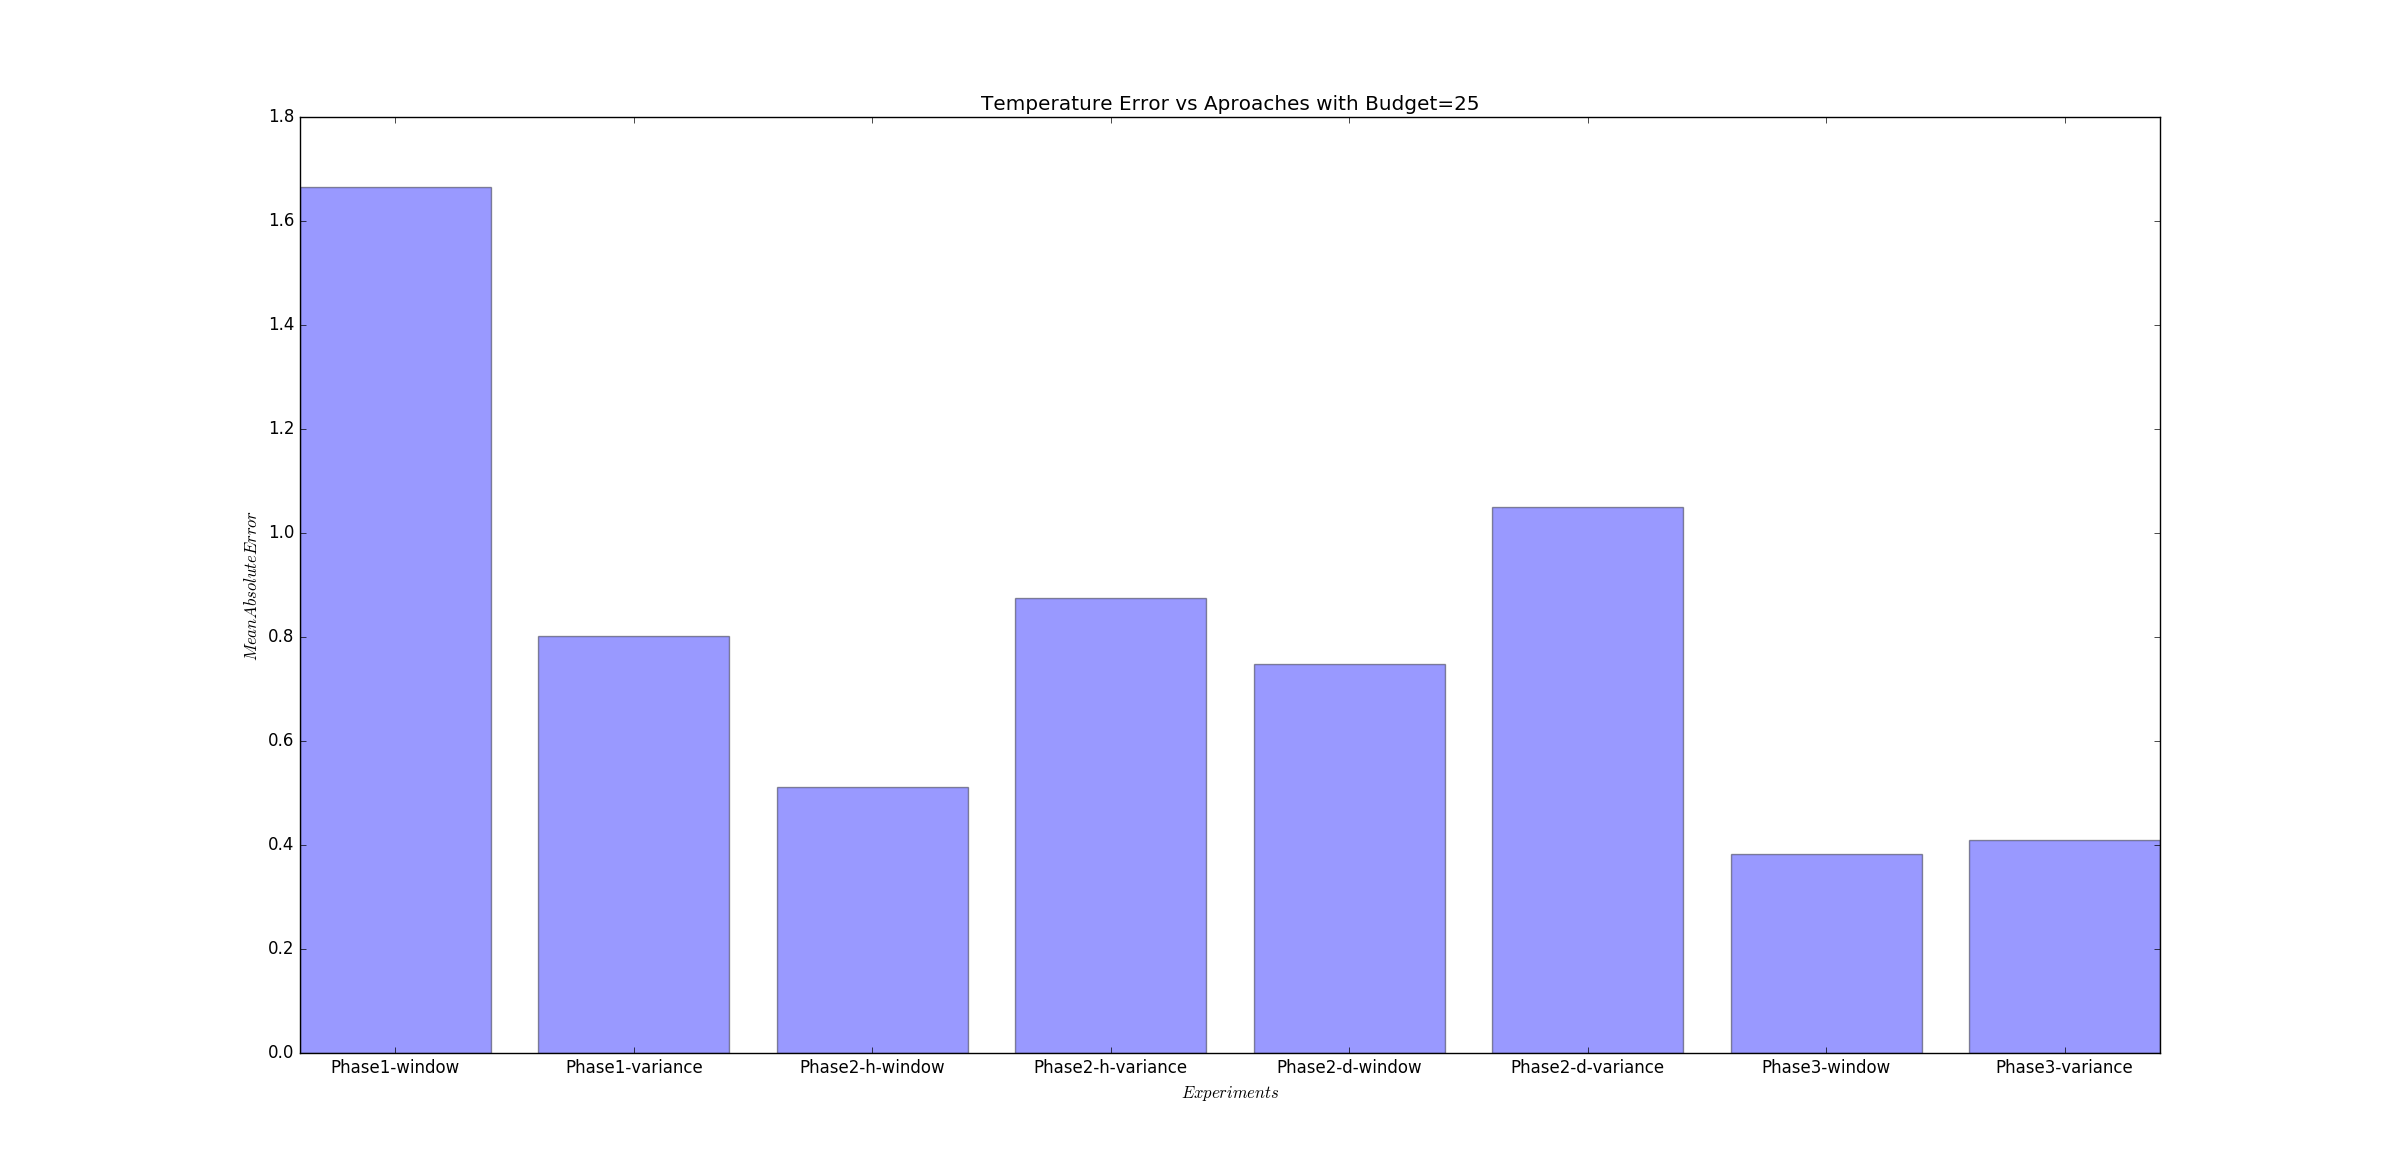 Temperature Error vs Aproaches with Budget=25
1.8
1.6
1.4
1.2
1.0
0.8
0.6
0.4
0.2
0.0
MeanAbsoluteError
Phase1-window Phase1-variance Phase2-h-window Phase2-h-variance Phase2-d-window Phase2-d-variance Phase3-window Phase3-variance
Experiments